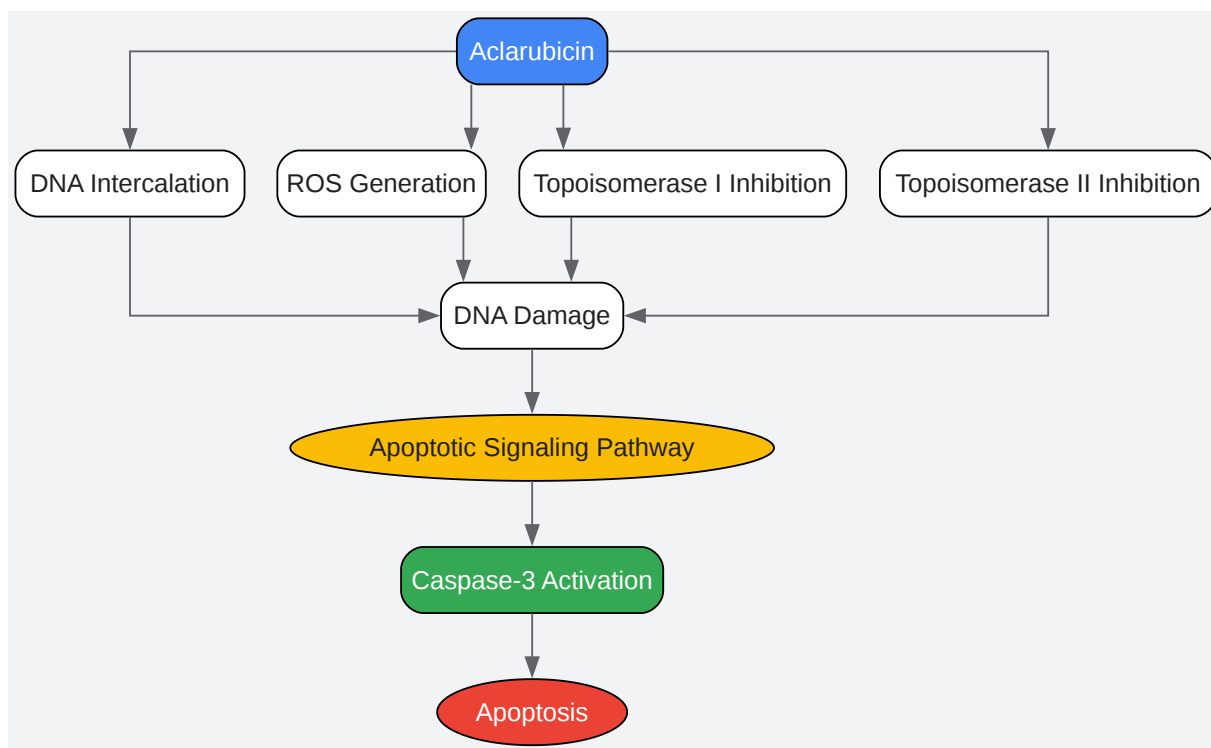 Aclarubicin
DNA Intercalation
ROS Generation
Topoisomerase I Inhibition
Topoisomerase II Inhibition
DNA Damage
Apoptotic Signaling Pathway
Caspase-3 Activation
Apoptosis